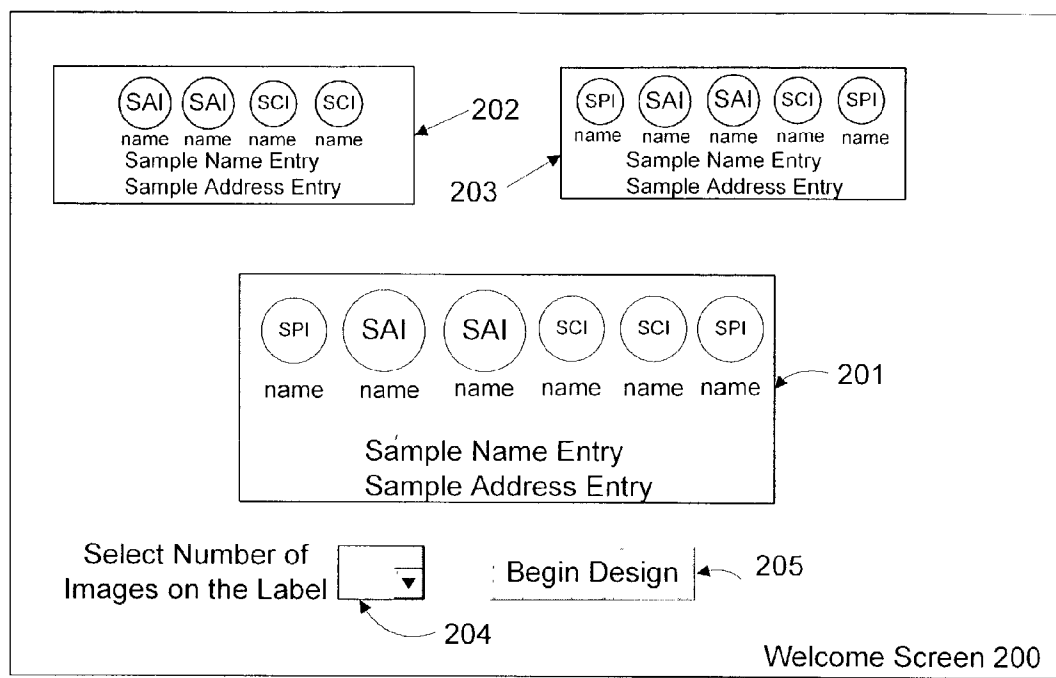 SAI SAI SCI SCI
name name name name
Sample Name Entry
Sample Address Entry
202
SPI SAI SAI SCI SPI
name name name name name
Sample Name Entry
Sample Address Entry
203
SPI SAI SAI SCI SCI SPI
name name name name name name
Sample Name Entry
Sample Address Entry
201
Select Number of
Images on the Label
204
Begin Design
205
Welcome Screen 200